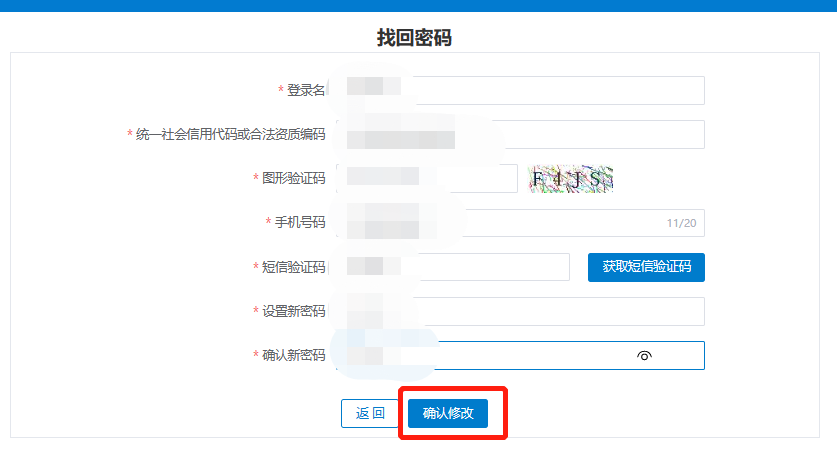 找回密码
* 登录名
* 统一社会信用代码或合法资质编码
* 图形验证码 F 4 J S
* 手机号码 11/20
* 短信验证码 获取短信验证码
* 设置新密码
* 确认新密码
返 回 确认修改